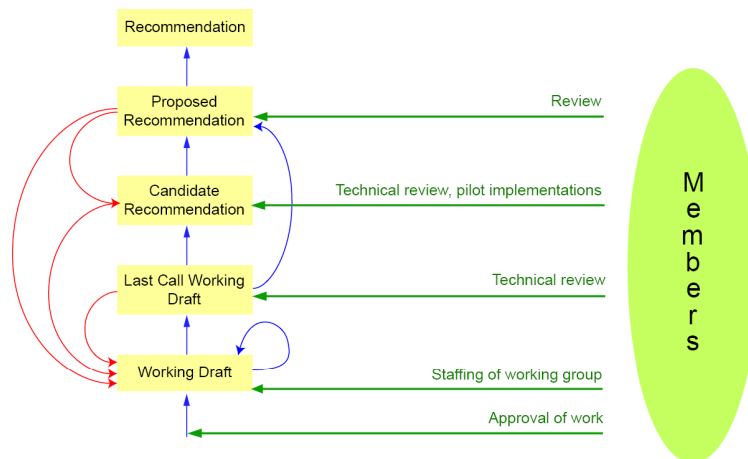 Recommendation
Proposed
Recommendation
Review
Candidate
Recommendation
Technical review, pilot implementations
Last Call Working
Draft
Technical review
Working Draft
Staffing of working group
Approval of work
Members